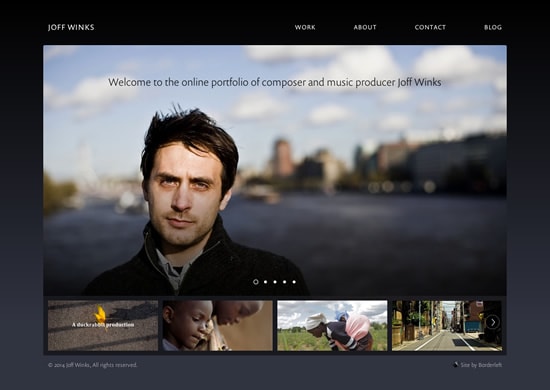 JOFF WINKS
WORK ABOUT CONTACT BLOG
Welcome to the online portfolio of composer and music producer Joff Winks
A duckrabbit production
© 2014 Joff Winks, All rights reserved.
Site by Borderleft